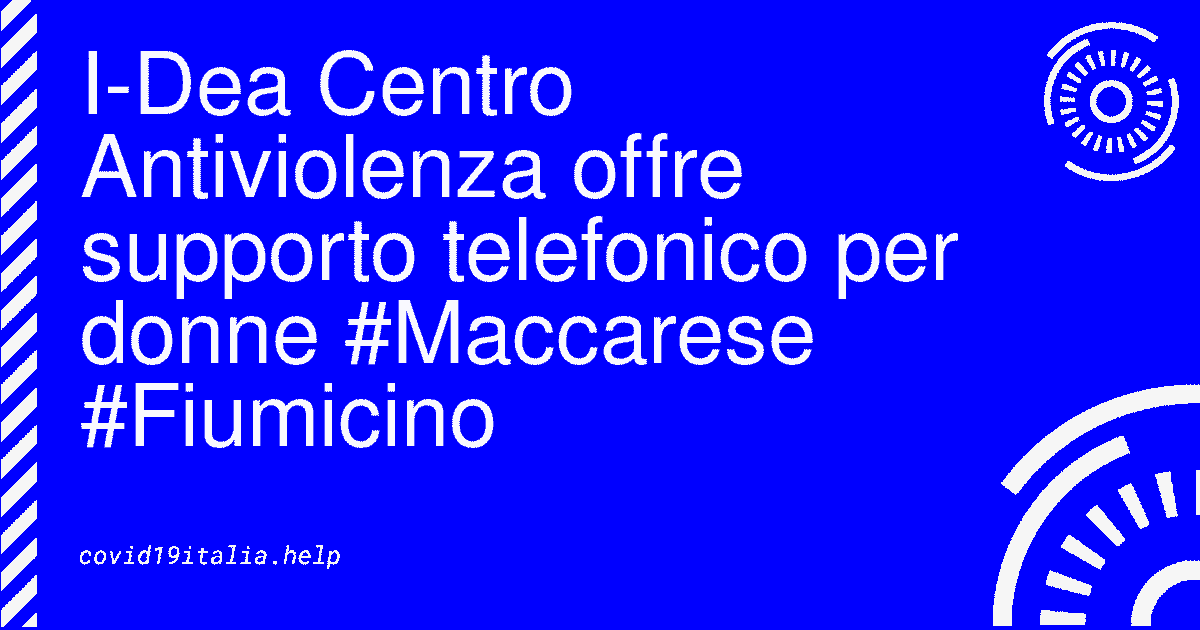 I-Dea Centro
Antiviolenza offre
supporto telefonico per
donne #Maccarese
#Fiumicino
covid19italia.help